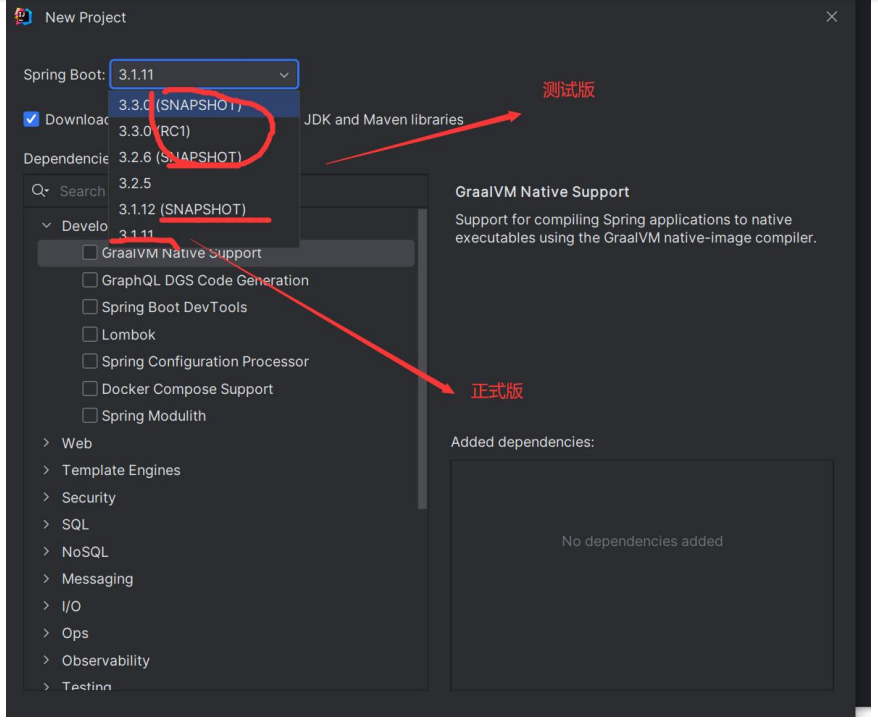 New Project
Spring Boot: 3.1.11
测试版
3.3.0 (SNAPSHOT)
Downloa JDK and Maven libraries
3.3.0 (RC1)
Dependencie 3.2.6 (SNAPSHOT)
3.2.5
Search
GraalVM Native Support
3.1.12 (SNAPSHOT)
Support for compiling Spring applications to native
executables using the GraalVM native-image compiler.
Develo
3.1.11
GraalVM Native Support
GraphQL DGS Code Generation
Spring Boot DevTools
Lombok
Spring Configuration Processor
Docker Compose Support
正式版
Spring Modulith
Web
Added dependencies:
Template Engines
Security
SQL
No dependencies added
NoSQL
Messaging
I/O
Ops
Observability
Testing